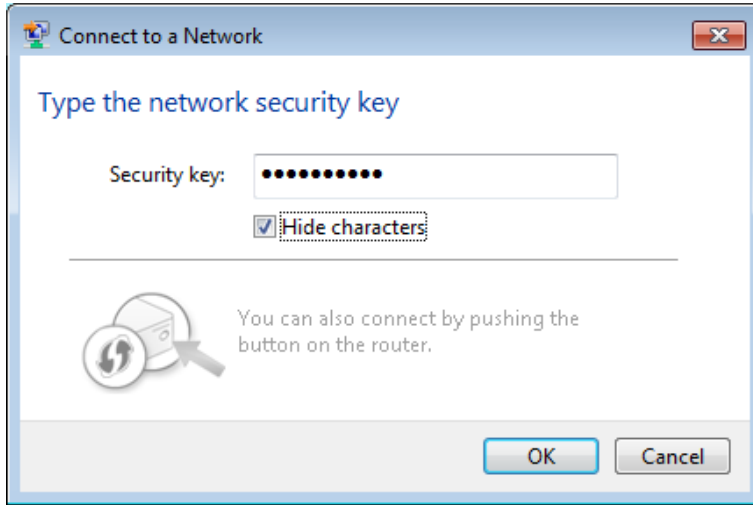 Connect to a Network
Type the network security key
Security key: ●●●●●●●●●●
Hide characters
You can also connect by pushing the
button on the router.
OK Cancel